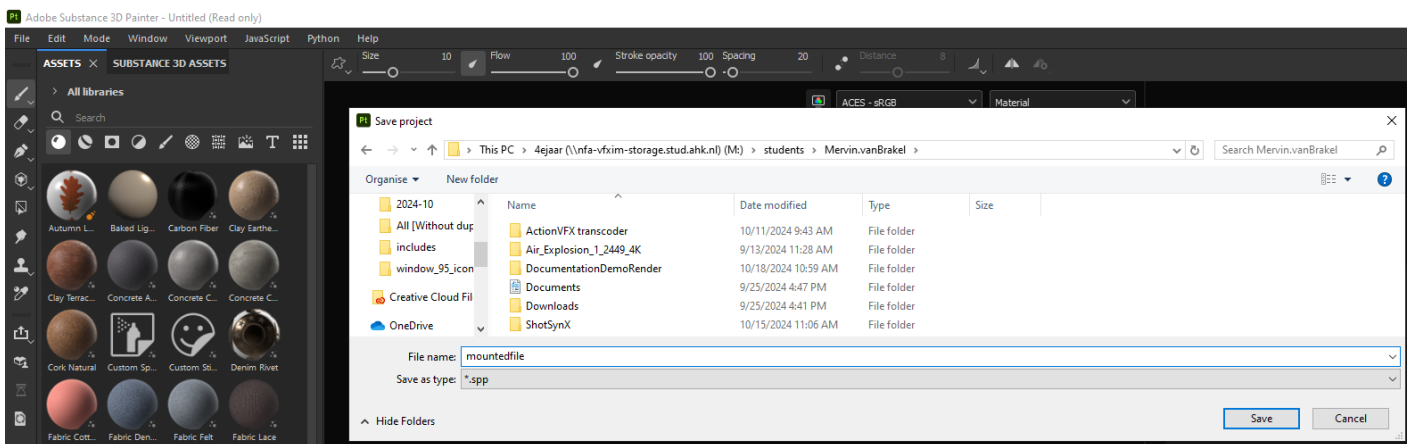 Pt Adobe Substance 3D Painter - Untitled (Read only)
File Edit Mode Window Viewport JavaScript Python Help
ASSETS × SUBSTANCE 3D ASSETS
Size 10 Flow 100 Stroke opacity 100 Spacing 20 Distance 8
> All libraries
Search
ACES - sRGB Material
Autumn L... Baked Lig... Carbon Fiber Clay Earthe...
Clay Terrac... Concrete A... Concrete C... Concrete C...
Cork Natural Custom Sp... Custom Sti... Denim Rivet
Fabric Cott... Fabric Den... Fabric Felt Fabric Lace
Pt Save project
> This PC > 4ejaar (\\nfa-vfxim-storage.stud.ahk.nl) (M:) > students > Mervin.vanBrakel >
Search Mervin.vanBrakel
Organise New folder
2024-10
All [Without dup
includes
window_95_icon
Creative Cloud Fil
OneDrive
Name Date modified Type Size
ActionVFX transcoder 10/11/2024 9:43 AM File folder
Air_Explosion_1_2449_4K 9/13/2024 11:28 AM File folder
DocumentationDemoRender 10/18/2024 10:59 AM File folder
Documents 9/25/2024 4:47 PM File folder
Downloads 9/25/2024 4:41 PM File folder
ShotSynX 10/15/2024 11:06 AM File folder
File name: mountedfile
Save as type: *.spp
Hide Folders
Save Cancel